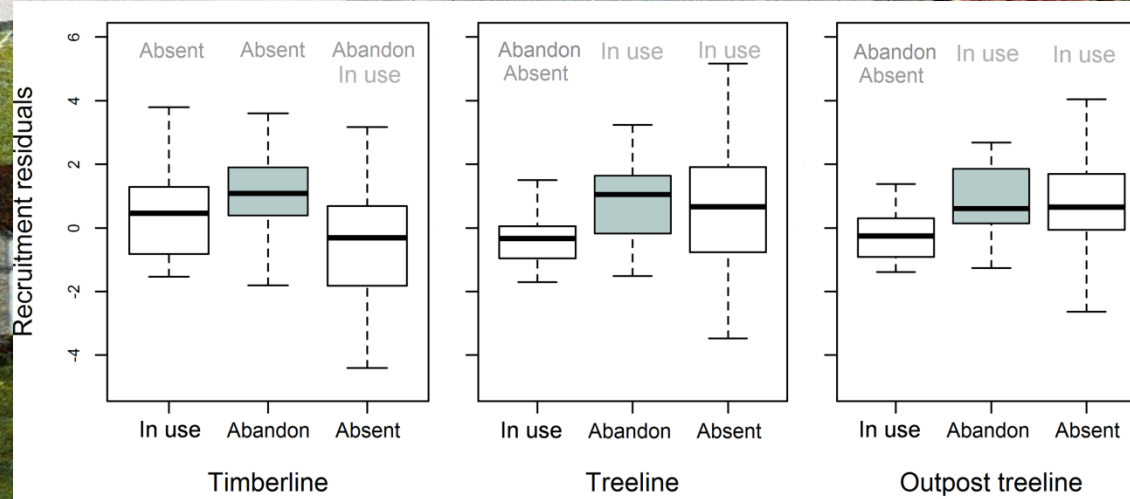 Recruitment residuals
6
4
2
0
-2
-4
Absent
Absent
Abandon
In use
In use
Abandon
Absent
Timberline
Abandon
Absent
In use
In use
In use
Abandon
Absent
Treeline
Abandon
Absent
In use
In use
In use
Abandon
Absent
Outpost treeline